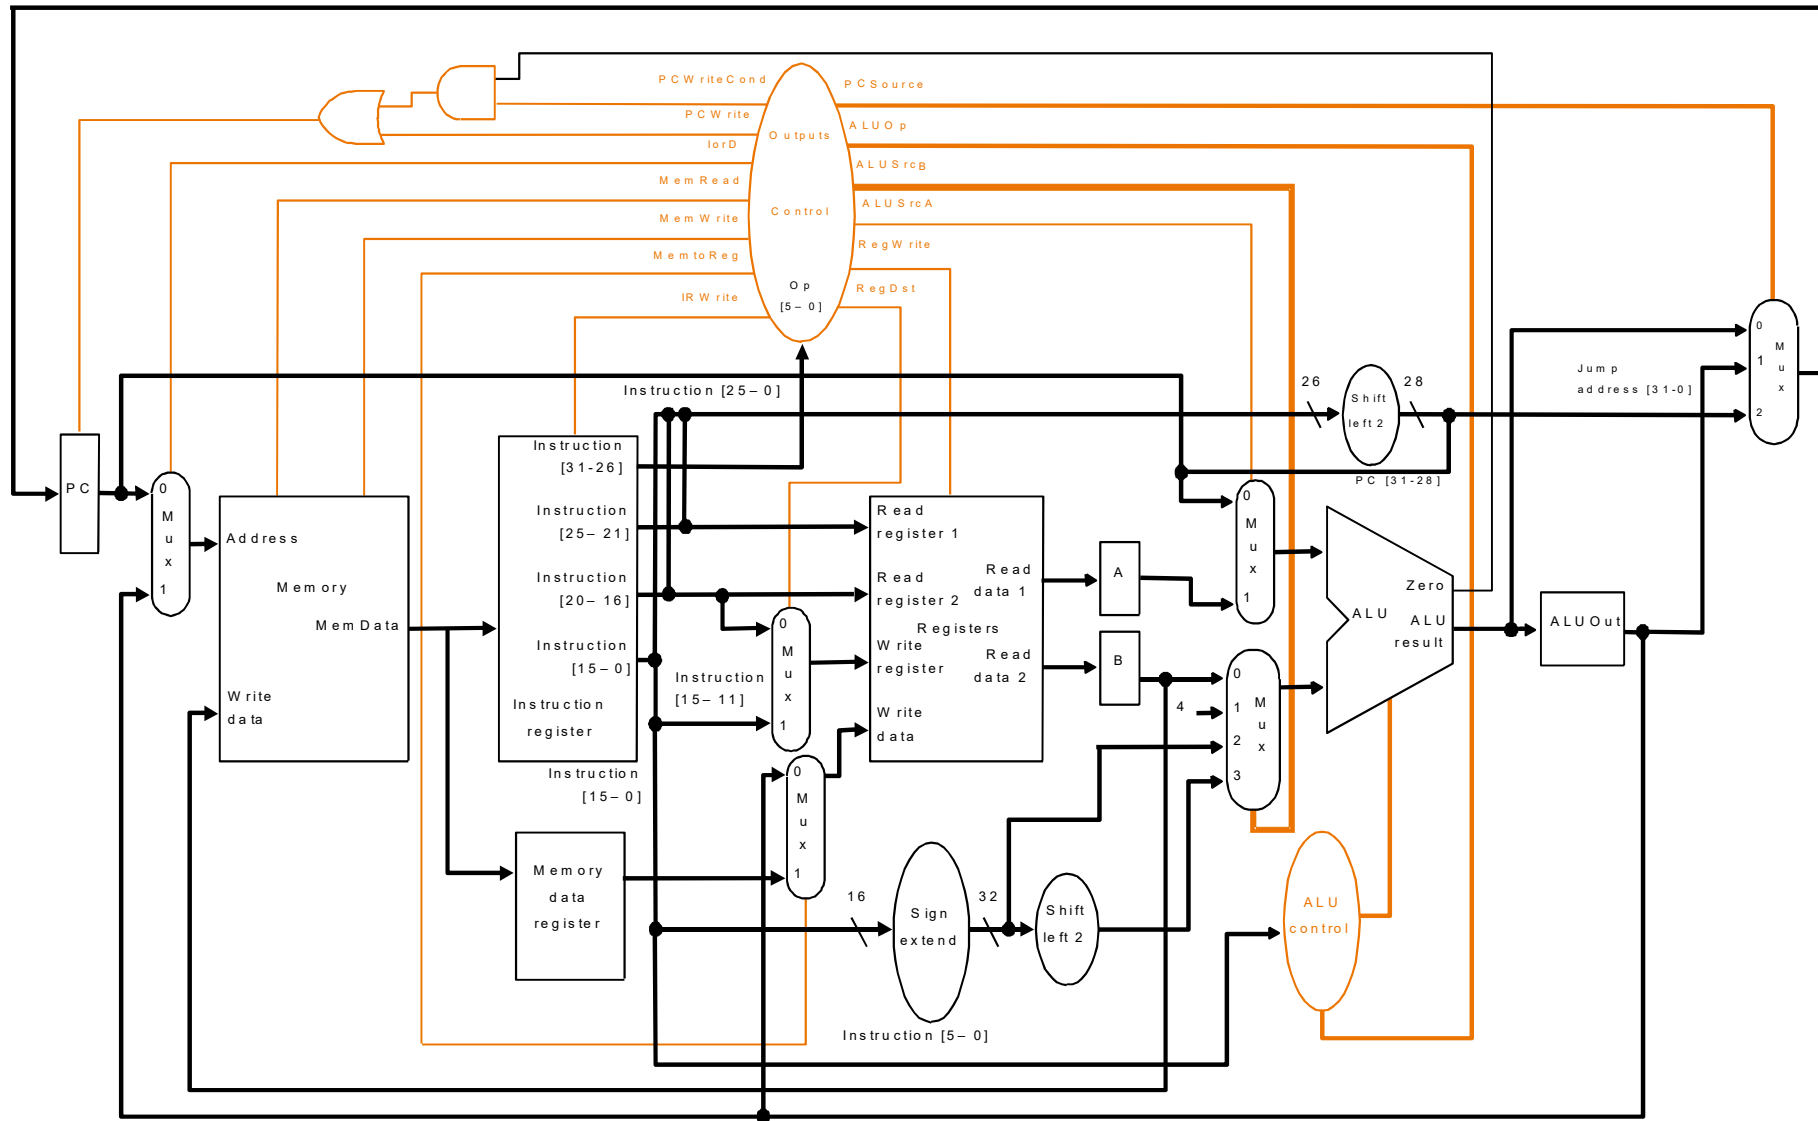 PCWriteCond
PCSource
PCWrite
ALUOp
Outputs
IorD
ALUSrcB
MemRead
ALUSrcA
Control
MemWrite
RegWrite
MemtoReg
RegDst
Op
[5– 0]
IRWrite
Instruction [25– 0]
26
28
Shift
left 2
Jump
address [31-0]
0
1
2
M
u
x
PC [31-28]
PC
0
M
u
x
1
Address
Memory
MemData
Write
data
Instruction
[31-26]
Instruction
[25– 21]
Instruction
[20– 16]
Instruction
[15– 0]
Instruction
register
Instruction
[15– 0]
Instruction
[15– 11]
0
M
u
x
1
Read
register 1
Read
register 2
Registers
Write
register
Write
data
Read
data 1
Read
data 2
A
B
0
M
u
x
1
4
0
1
2
3
M
u
x
Zero
ALU
ALU
result
ALUOut
0
M
u
x
1
Memory
data
register
16
Sign
extend
32
Shift
left 2
ALU
control
Instruction [5– 0]